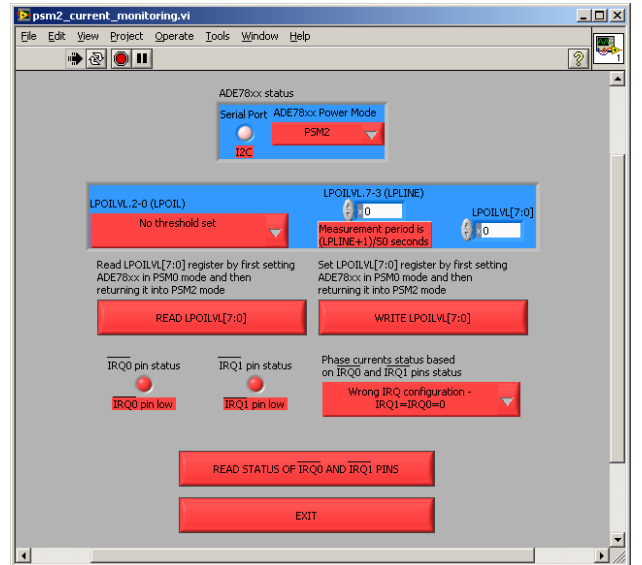 psm2_current_monitoring.vi
File Edit View Project Operate Tools Window Help
1
ADE78xx status
Serial Port ADE78xx Power Mode
PSM2
I2C
LPOILVL.2-0 (LPOIL)
No threshold set
LPOILVL.7-3 (LPLINE)
x0
Measurement period is
(LPLINE+1)/50 seconds
LPOILVL[7:0]
x0
Read LPOILVL[7:0] register by first setting
ADE78xx in PSM0 mode and then
returning it into PSM2 mode
Set LPOILVL[7:0] register by first setting
ADE78xx in PSM0 mode and then
returning it into PSM2 mode
READ LPOILVL[7:0]
WRITE LPOILVL[7:0]
IRQ0 pin status
IRQ0 pin low
IRQ1 pin status
IRQ1 pin low
Phase currents status based
on IRQ0 and IRQ1 pins status
Wrong IRQ configuration -
IRQ1=IRQ0=0
READ STATUS OF IRQ0 AND IRQ1 PINS
EXIT